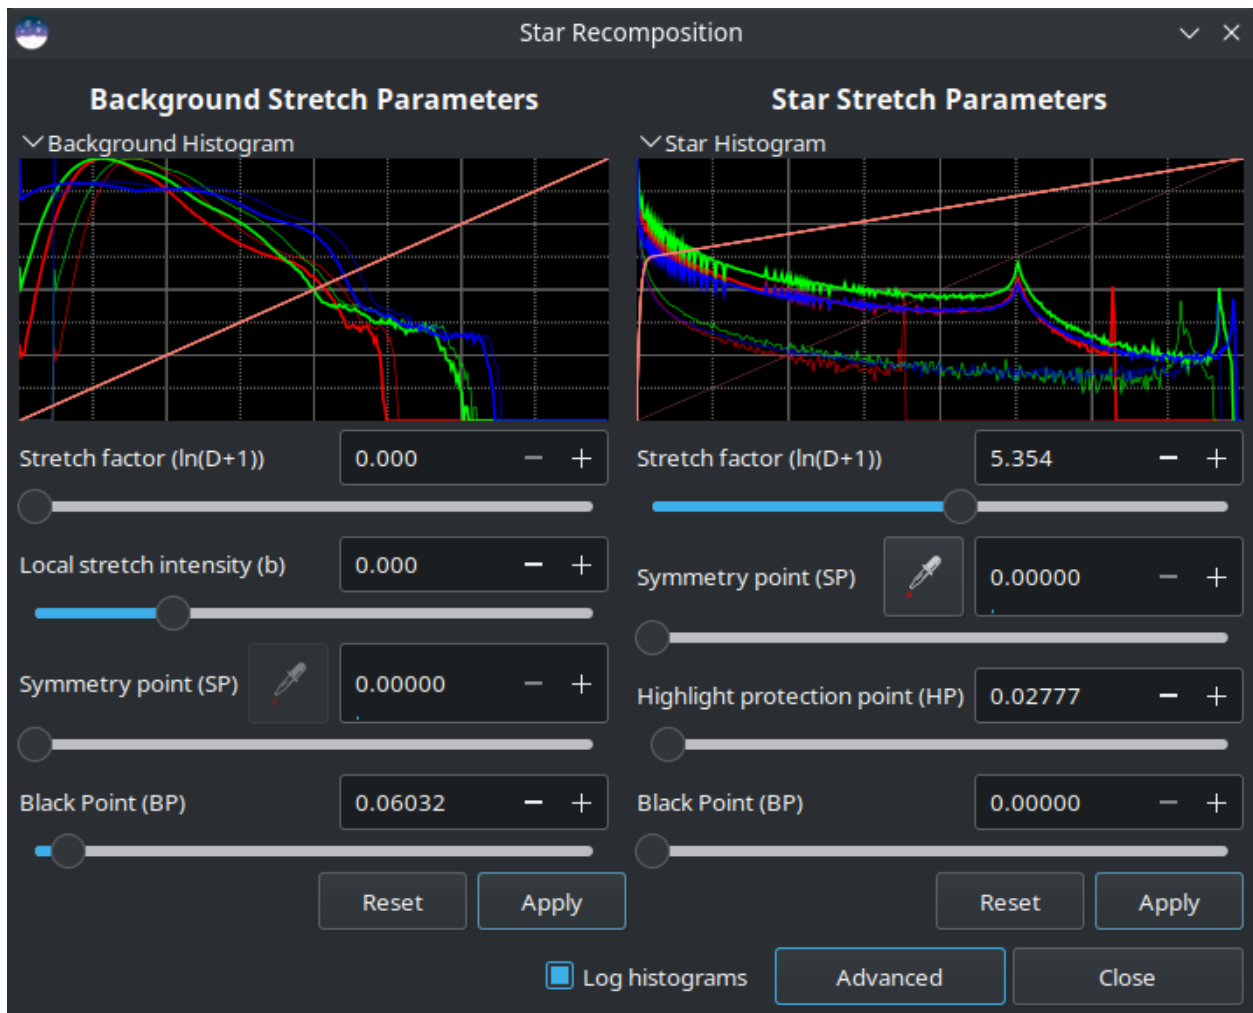 Star Recomposition
Background Stretch Parameters
Background Histogram
Stretch factor (ln(D+1))
0.000
Local stretch intensity (b)
0.000
Symmetry point (SP)
0.00000
Black Point (BP)
0.06032
Reset
Apply
Star Stretch Parameters
Star Histogram
Stretch factor (ln(D+1))
5.354
Symmetry point (SP)
0.00000
Highlight protection point (HP)
0.02777
Black Point (BP)
0.00000
Reset
Apply
Log histograms
Advanced
Close